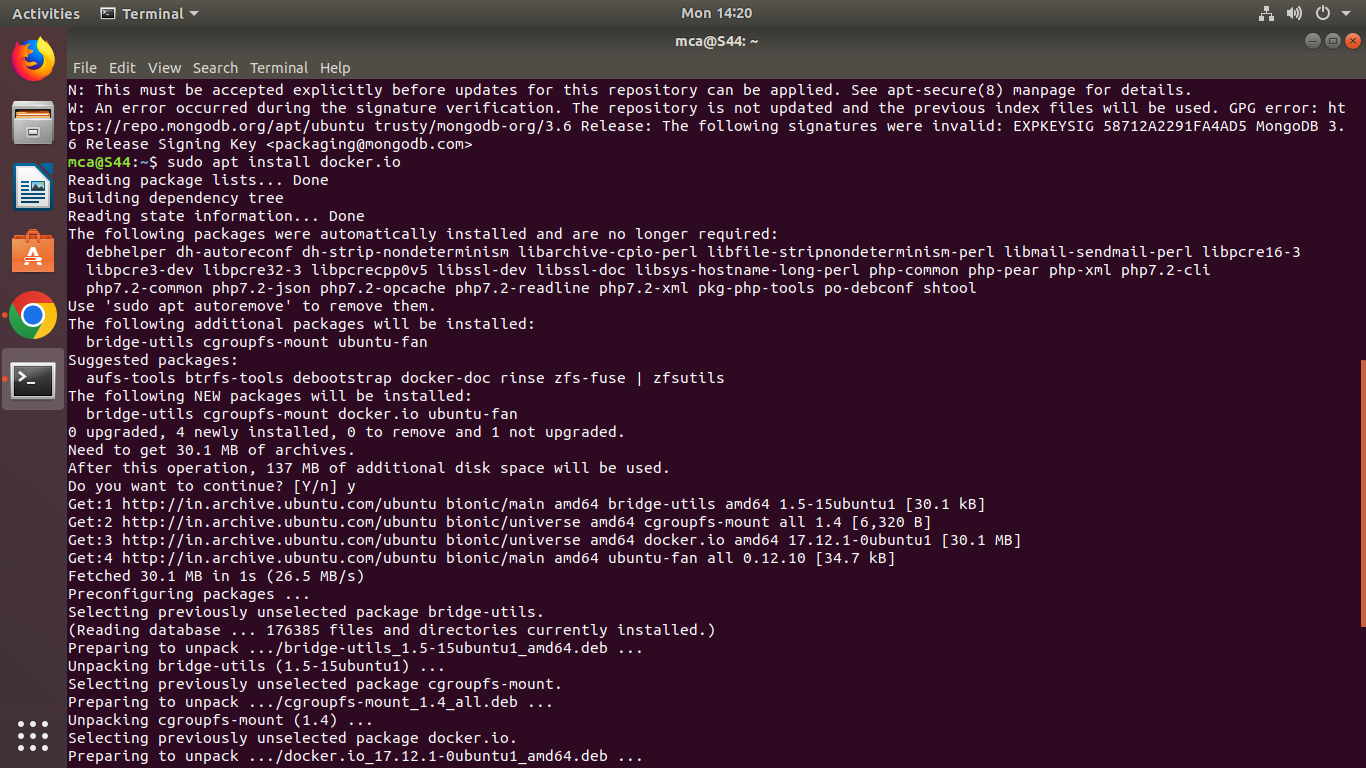 Activities Terminal Mon 14:20
mca@S44: ~
File Edit View Search Terminal Help
N: This must be accepted explicitly before updates for this repository can be applied. See apt-secure(8) manpage for details.
W: An error occurred during the signature verification. The repository is not updated and the previous index files will be used. GPG error: ht
tps://repo.mongodb.org/apt/ubuntu trusty/mongodb-org/3.6 Release: The following signatures were invalid: EXPKEYSIG 58712A2291FA4AD5 MongoDB 3.
6 Release Signing Key <packaging@mongodb.com>
mca@S44:~$ sudo apt install docker.io
Reading package lists... Done
Building dependency tree
Reading state information... Done
The following packages were automatically installed and are no longer required:
  debhelper dh-autoreconf dh-strip-nondeterminism libarchive-cpio-perl libfile-stripnondeterminism-perl libmail-sendmail-perl libpcre16-3
  libpcre3-dev libpcre32-3 libpcrecpp0v5 libssl-dev libssl-doc libsys-hostname-long-perl php-common php-pear php-xml php7.2-cli
  php7.2-common php7.2-json php7.2-opcache php7.2-readline php7.2-xml pkg-php-tools po-debconf shtool
Use 'sudo apt autoremove' to remove them.
The following additional packages will be installed:
  bridge-utils cgroupfs-mount ubuntu-fan
Suggested packages:
  aufs-tools btrfs-tools debootstrap docker-doc rinse zfs-fuse | zfsutils
The following NEW packages will be installed:
  bridge-utils cgroupfs-mount docker.io ubuntu-fan
0 upgraded, 4 newly installed, 0 to remove and 1 not upgraded.
Need to get 30.1 MB of archives.
After this operation, 137 MB of additional disk space will be used.
Do you want to continue? [Y/n] y
Get:1 http://in.archive.ubuntu.com/ubuntu bionic/main amd64 bridge-utils amd64 1.5-15ubuntu1 [30.1 kB]
Get:2 http://in.archive.ubuntu.com/ubuntu bionic/universe amd64 cgroupfs-mount all 1.4 [6,320 B]
Get:3 http://in.archive.ubuntu.com/ubuntu bionic/universe amd64 docker.io amd64 17.12.1-0ubuntu1 [30.1 MB]
Get:4 http://in.archive.ubuntu.com/ubuntu bionic/main amd64 ubuntu-fan all 0.12.10 [34.7 kB]
Fetched 30.1 MB in 1s (26.5 MB/s)
Preconfiguring packages ...
Selecting previously unselected package bridge-utils.
(Reading database ... 176385 files and directories currently installed.)
Preparing to unpack .../bridge-utils_1.5-15ubuntu1_amd64.deb ...
Unpacking bridge-utils (1.5-15ubuntu1) ...
Selecting previously unselected package cgroupfs-mount.
Preparing to unpack .../cgroupfs-mount_1.4_all.deb ...
Unpacking cgroupfs-mount (1.4) ...
Selecting previously unselected package docker.io.
Preparing to unpack .../docker.io_17.12.1-0ubuntu1_amd64.deb ...